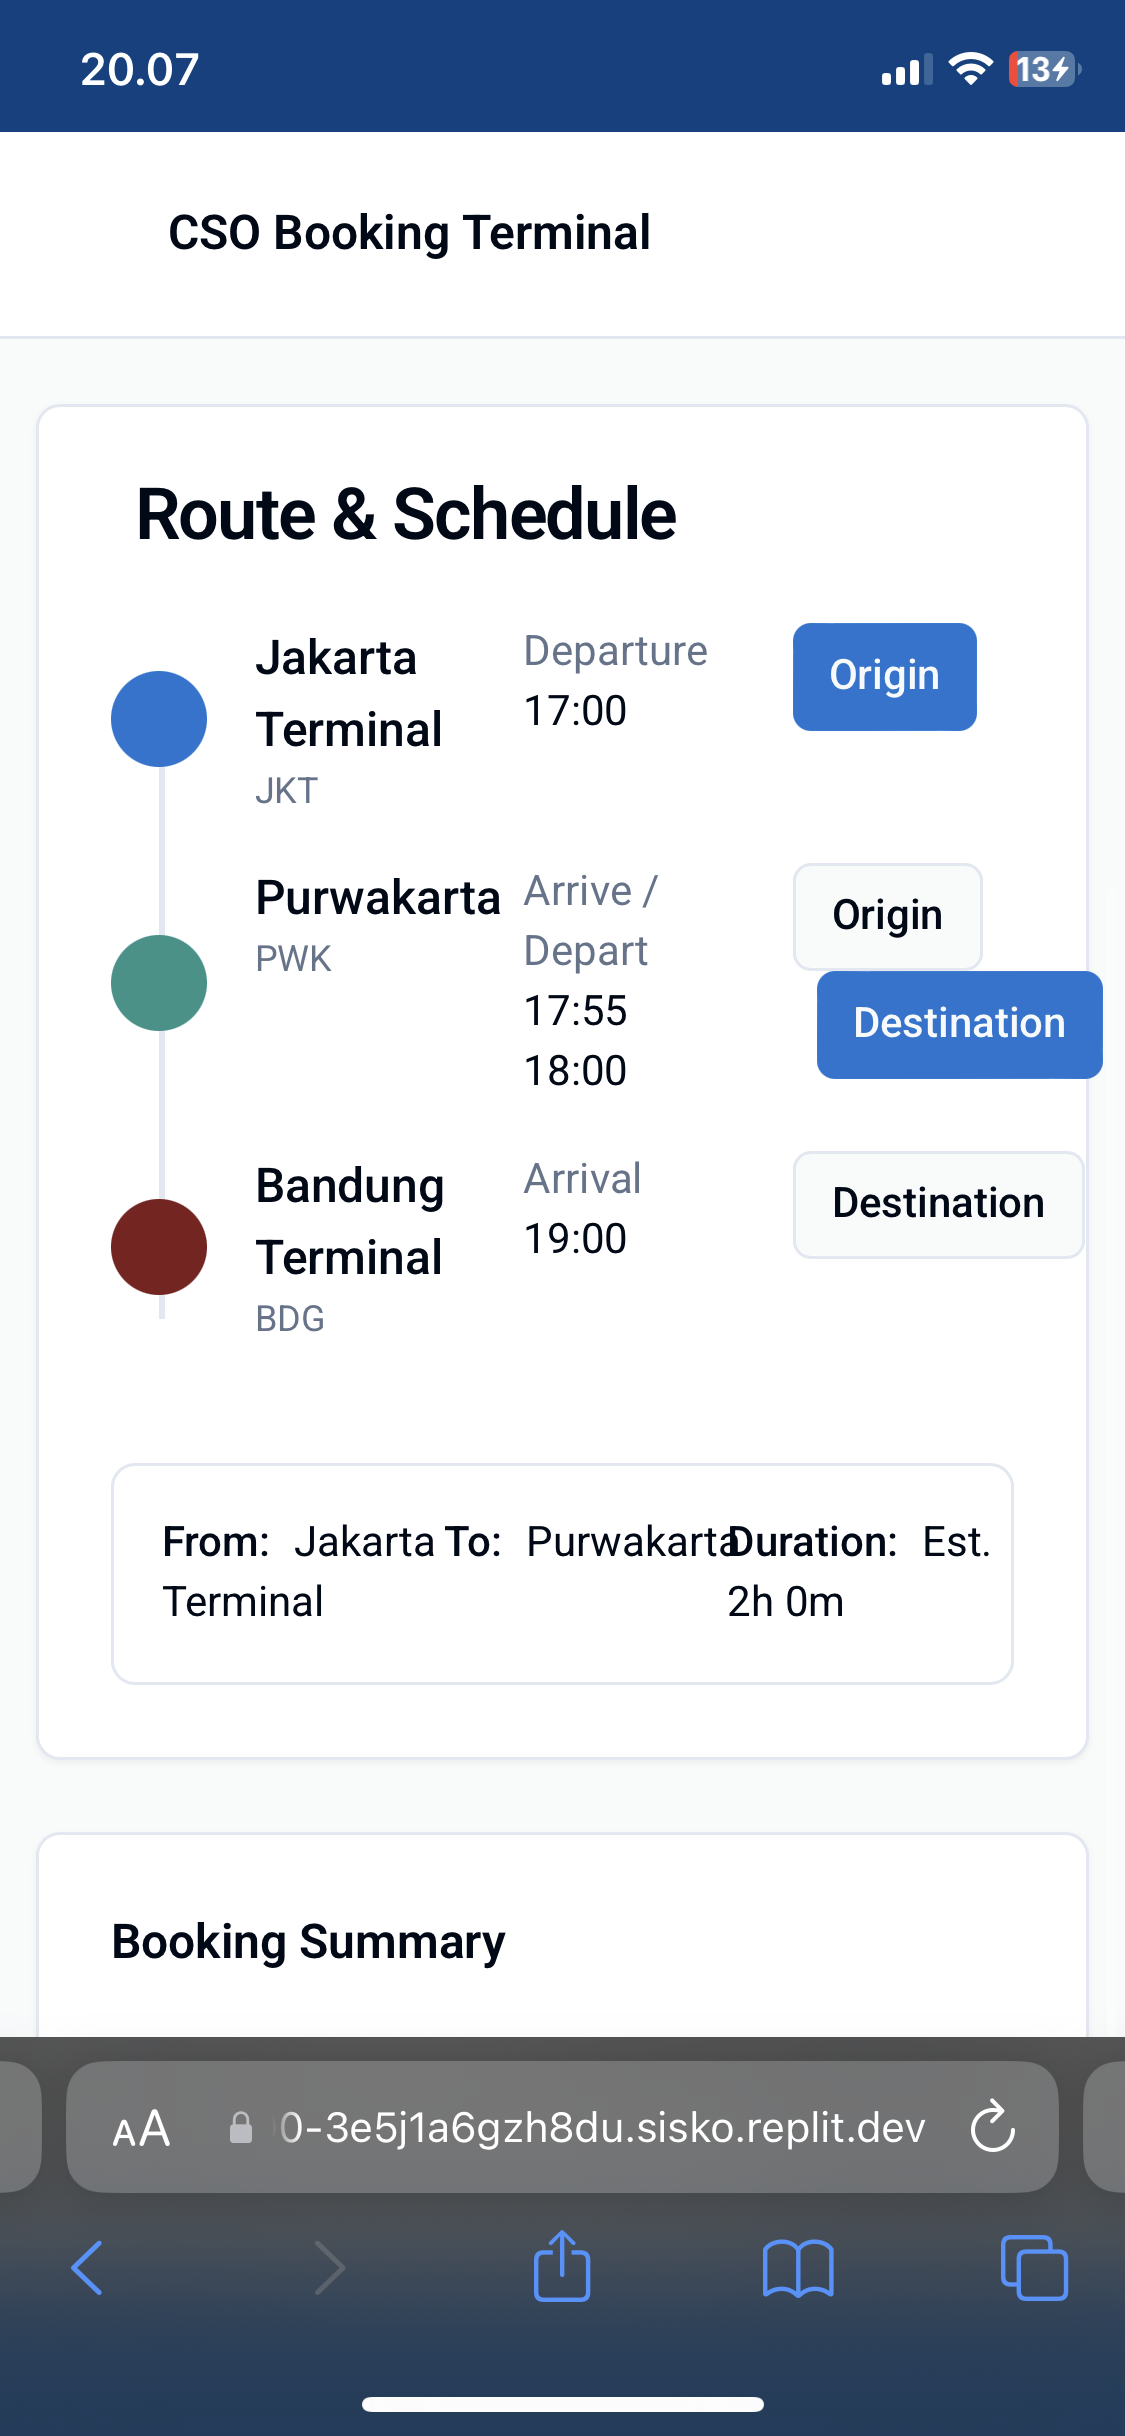 20.07
13
CSO Booking Terminal
Route & Schedule
Jakarta
Terminal
JKT
Departure
17:00
Origin
Purwakarta
PWK
Arrive /
Depart
17:55
18:00
Origin
Destination
Bandung
Terminal
BDG
Arrival
19:00
Destination
From: Jakarta
Terminal
To: Purwakarta
Duration: Est.
2h 0m
Booking Summary
AA
0-3e5j1a6gzh8du.sisko.replit.dev